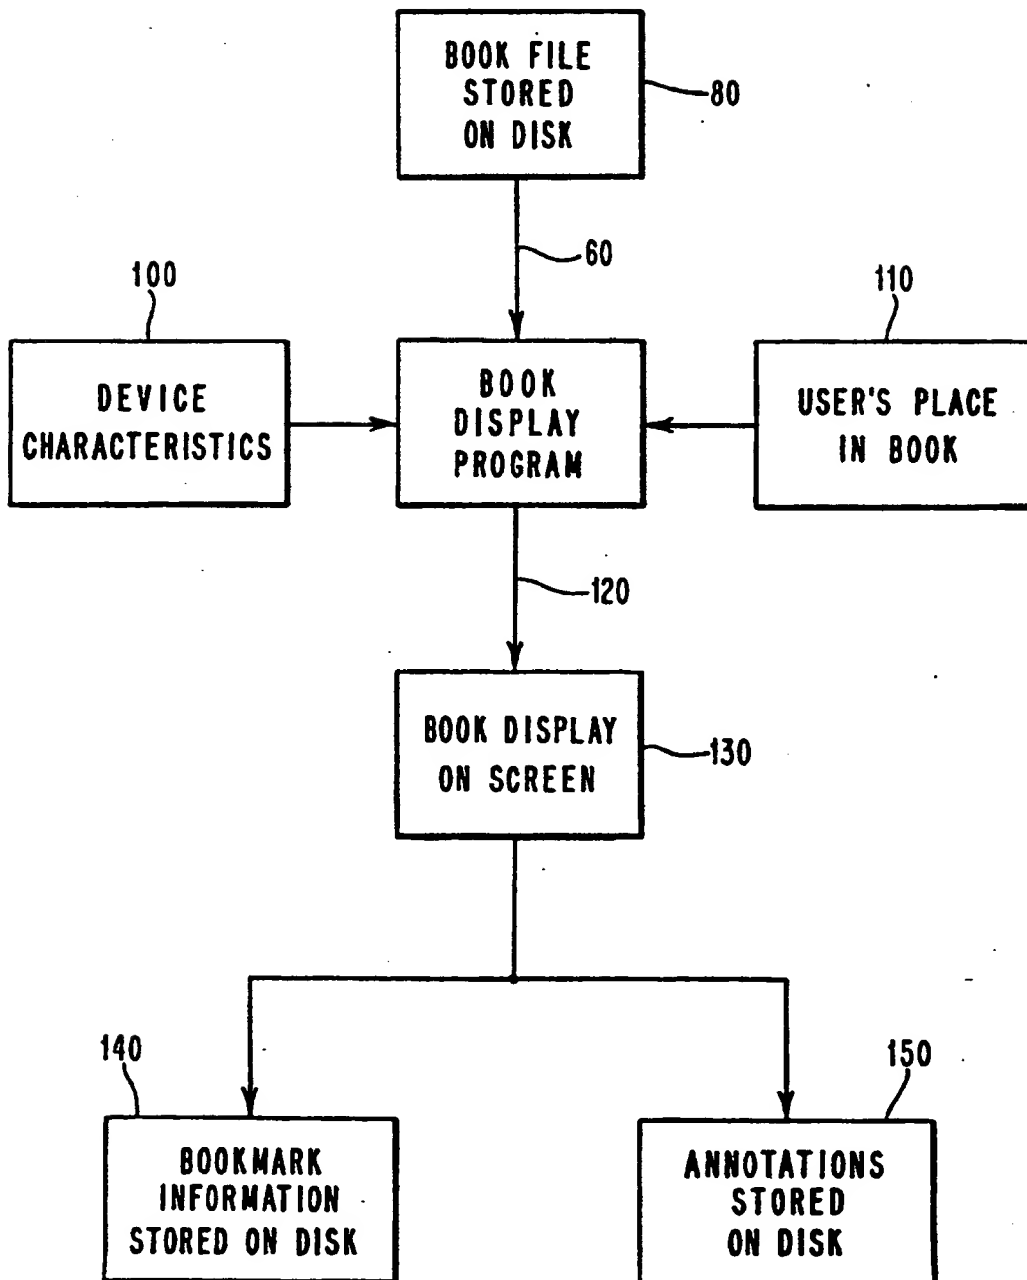 BOOK FILE
STORED
ON DISK
80
60
100
110
DEVICE
CHARACTERISTICS
BOOK
DISPLAY
PROGRAM
USER'S PLACE
IN BOOK
120
BOOK DISPLAY
ON SCREEN
130
140
150
BOOKMARK
INFORMATION
STORED ON DISK
ANNOTATIONS
STORED
ON DISK